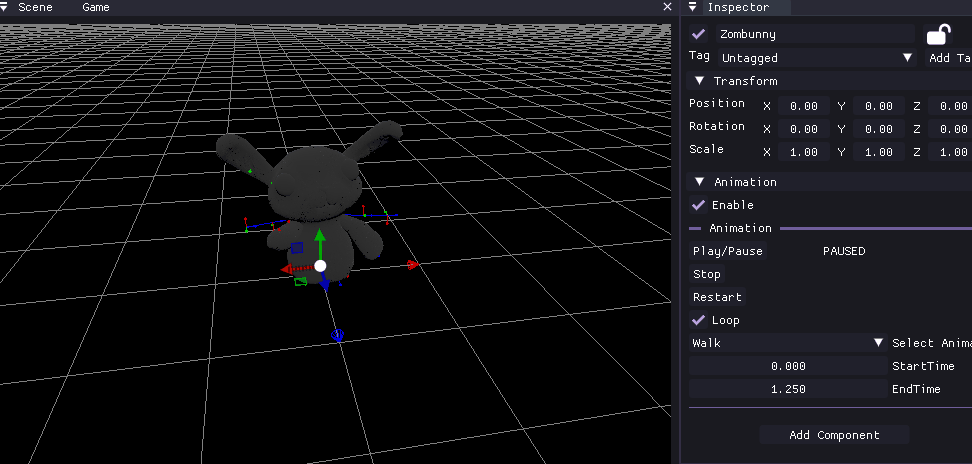 Scene Game
Inspector
Zombunny
Tag Untagged Add Ta
Transform
Position X 0.00 Y 0.00 Z 0.00
Rotation X 0.00 Y 0.00 Z 0.00
Scale X 1.00 Y 1.00 Z 1.00
Animation
Enable
Animation
Play/Pause PAUSED
Stop
Restart
Loop
Walk Select Anima
0.000 StartTime
1.250 EndTime
Add Component